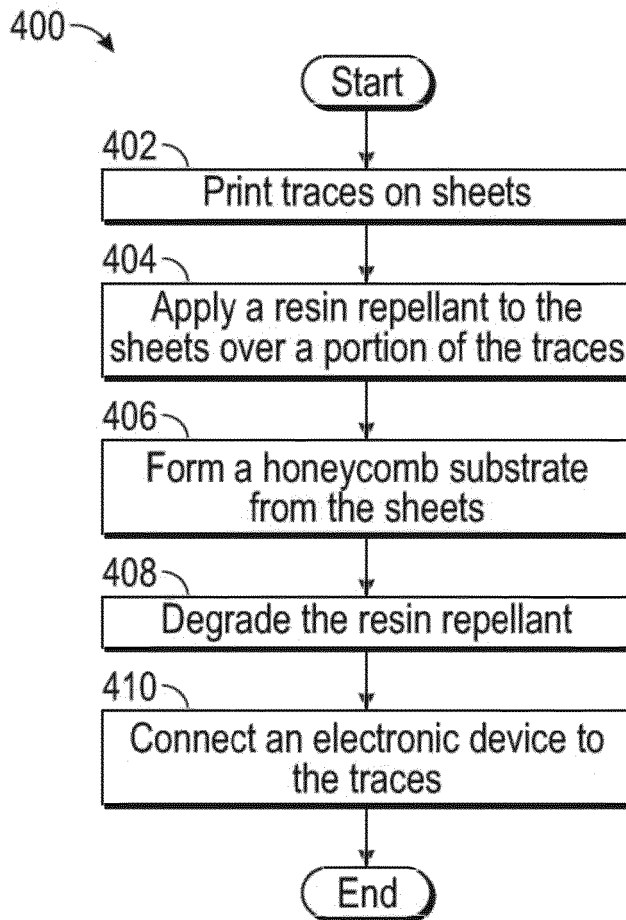 400
Start
402
Print traces on sheets
404
Apply a resin repellant to the
sheets over a portion of the traces
406
Form a honeycomb substrate
from the sheets
408
Degrade the resin repellant
410
Connect an electronic device to
the traces
End